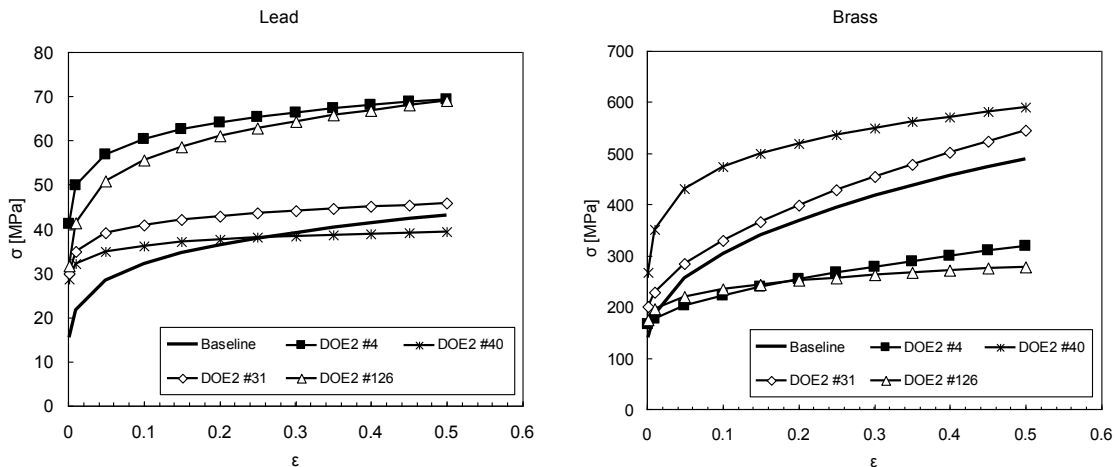 Lead
80
70
60
50
40
30
20
10
0
σ [MPa]
0 0.1 0.2 0.3 0.4 0.5 0.6
ε
Baseline DOE2 #4 DOE2 #40
DOE2 #31 DOE2 #126
Brass
700
600
500
400
300
200
100
0
σ [MPa]
0 0.1 0.2 0.3 0.4 0.5 0.6
ε
Baseline DOE2 #4 DOE2 #40
DOE2 #31 DOE2 #126